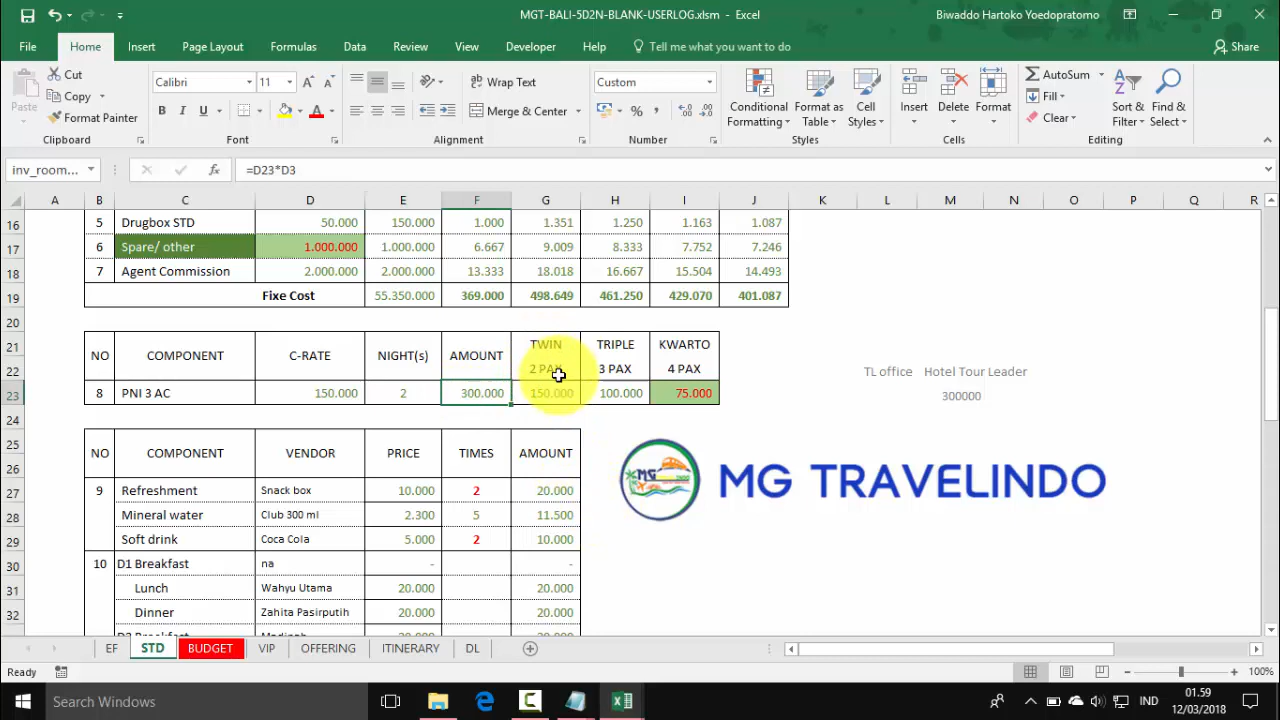 MGT-BALI-5D2N-BLANK-USERLOG.xlsm - Excel
Biwaddo Hartoko Yoedopratomo
File Home Insert Page Layout Formulas Data Review View Developer Help Tell me what you want to do Share
Paste
Cut
Copy
Format Painter
Calibri 11
B I U
Wrap Text
Merge & Center
Custom
Conditional Formatting
Format as Table
Cell Styles
Insert
Delete
Format
AutoSum
Fill
Clear
Sort & Filter
Find & Select
Clipboard Font Alignment Number Styles Cells Editing
inv_room... fx =D23*D3
A B C D E F G H I J K L M N O P Q R
16 5 Drugbox STD 50.000 150.000 1.000 1.351 1.250 1.163 1.087
17 6 Spare/ other 1.000.000 1.000.000 6.667 9.009 8.333 7.752 7.246
18 7 Agent Commission 2.000.000 2.000.000 13.333 18.018 16.667 15.504 14.493
19 Fixe Cost 55.350.000 369.000 498.649 461.250 429.070 401.087
20
21 NO COMPONENT C-RATE NIGHT(s) AMOUNT TWIN TRIPLE KWARTO
22 2 PAX 3 PAX 4 PAX TL office Hotel Tour Leader
23 8 PNI 3 AC 150.000 2 300.000 150.000 100.000 75.000 300000
24
25 NO COMPONENT VENDOR PRICE TIMES AMOUNT
26
MG TRAVELINDO
27 9 Refreshment Snack box 10.000 2 20.000
28 Mineral water Club 300 ml 2.300 5 11.500
29 Soft drink Coca Cola 5.000 2 10.000
30 10 D1 Breakfast na - -
31 Lunch Wahyu Utama 20.000 20.000
32 Dinner Zahita Pasirputih 20.000 20.000
EF STD BUDGET VIP OFFERING ITINERARY DL
Ready 100%
Search Windows
IND
01.59
12/03/2018